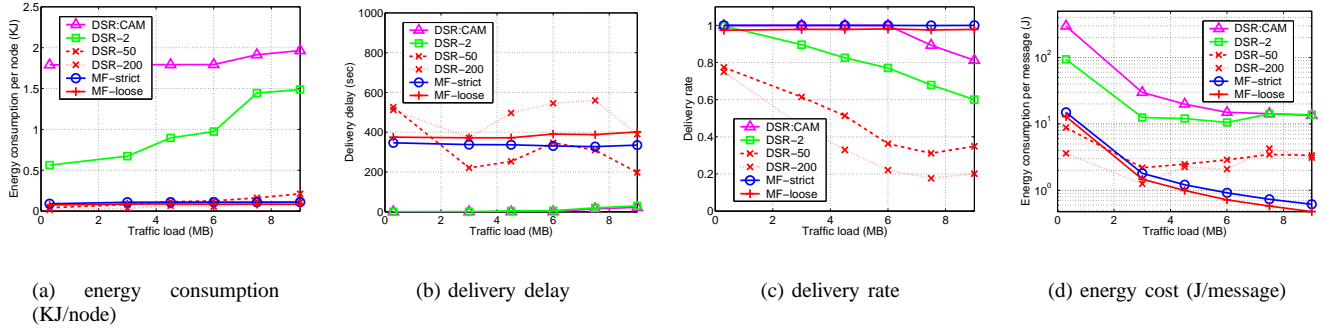 Energy consumption per node (KJ)
2.5
2
1.5
1
0.5
0
0 2 4 6 8
Traffic load (MB)
DSR:CAM
DSR−2
DSR−50
DSR−200
MF−strict
MF−loose
(a) energy consumption
(KJ/node)
Delivery delay (sec)
1000
800
600
400
200
0
0 2 4 6 8
Traffic load (MB)
DSR:CAM
DSR−2
DSR−50
DSR−200
MF−strict
MF−loose
(b) delivery delay
Delivery rate
1
0.8
0.6
0.4
0.2
0
0 2 4 6 8
Traffic load (MB)
DSR:CAM
DSR−2
DSR−50
DSR−200
MF−strict
MF−loose
(c) delivery rate
Energy consumption per message (J)
10²
10¹
10⁰
0 2 4 6 8
Traffic load (MB)
DSR:CAM
DSR−2
DSR−50
DSR−200
MF−strict
MF−loose
(d) energy cost (J/message)